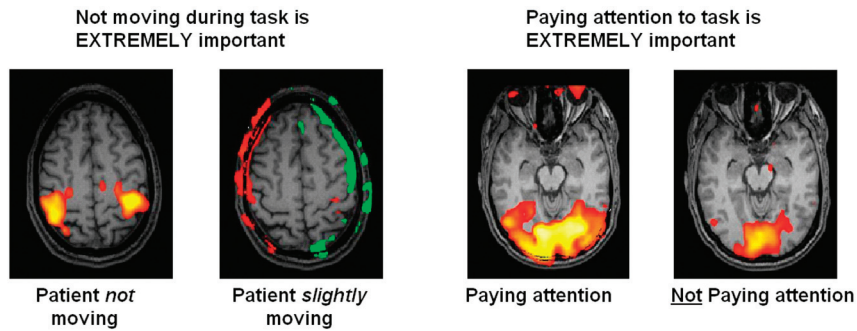 Not moving during task is
EXTREMELY important
Paying attention to task is
EXTREMELY important
Patient not
moving
Patient slightly
moving
Paying attention
Not Paying attention